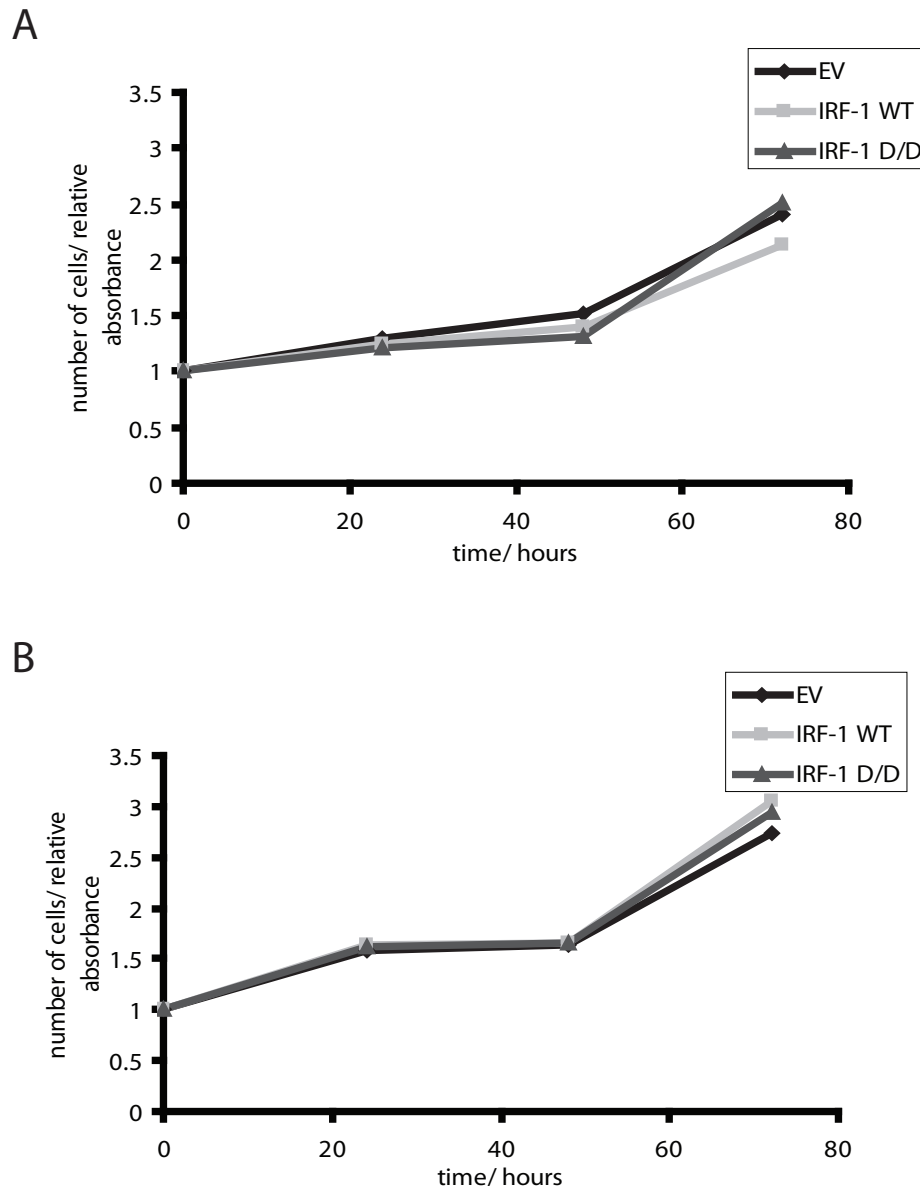 A
EV
IRF-1 WT
IRF-1 D/D
3.5
3
2.5
2
1.5
1
0.5
0
number of cells/ relative
absorbance
0 20 40 60 80
time/ hours
B
EV
IRF-1 WT
IRF-1 D/D
3.5
3
2.5
2
1.5
1
0.5
0
number of cells/ relative
absorbance
0 20 40 60 80
time/ hours